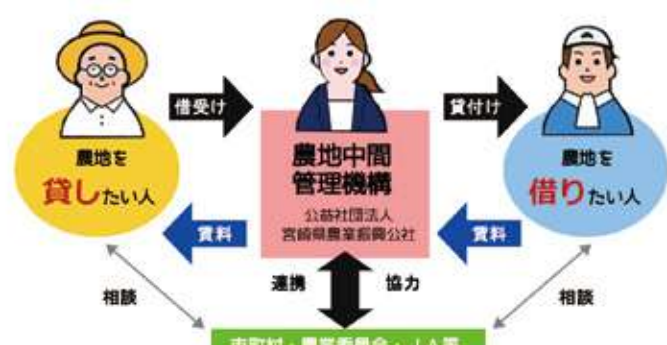 借受け
貸付け
農地を
貸したい人
農地中間
管理機構
公益社団法人
宮崎県農業振興公社
農地を
借りたい人
賃料
賃料
連携
協力
相談
相談
市町村・農業委員会・JA等